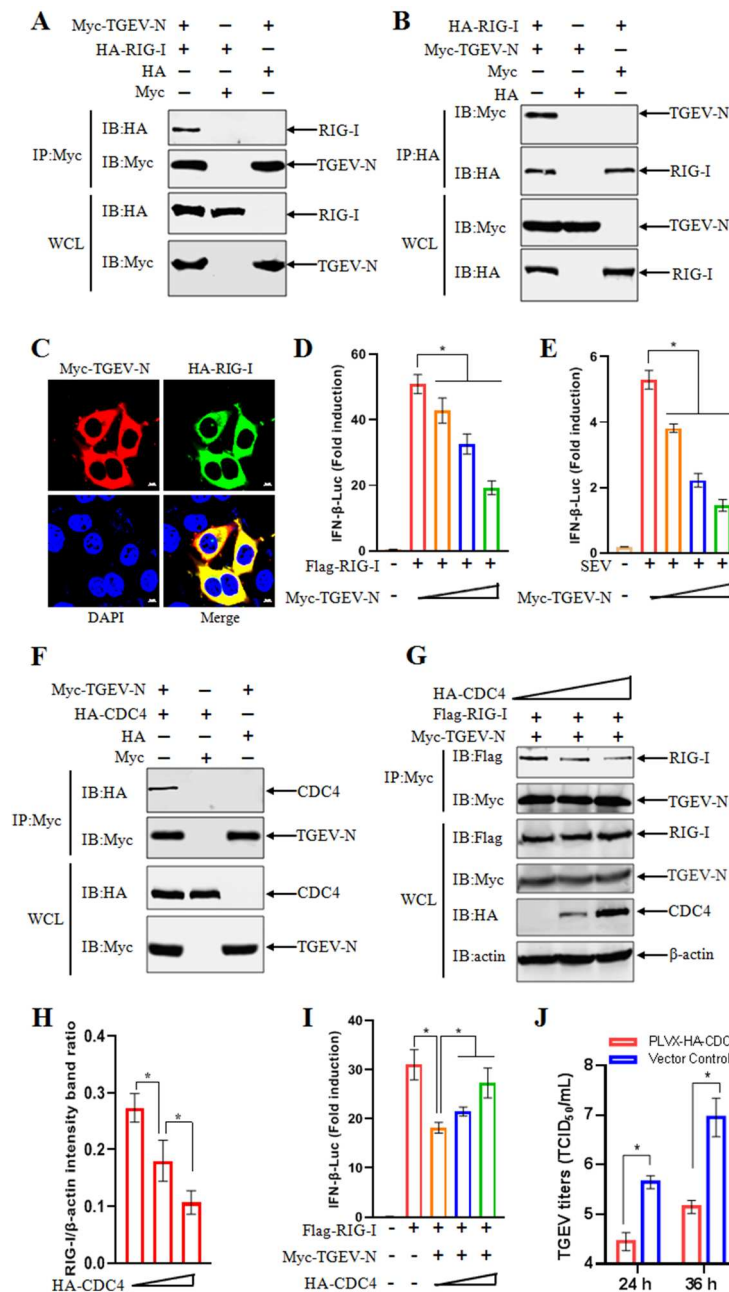 A
Myc-TGEV-N + – +
HA-RIG-I + + –
HA – – +
Myc – + –
IP:Myc
IB:HA RIG-I
IB:Myc TGEV-N
WCL
IB:HA RIG-I
IB:Myc TGEV-N
B
HA-RIG-I + – +
Myc-TGEV-N + + –
Myc – – +
HA – + –
IP:HA
IB:Myc TGEV-N
IB:HA RIG-I
WCL
IB:Myc TGEV-N
IB:HA RIG-I
C
Myc-TGEV-N HA-RIG-I
DAPI Merge
D
IFN-β-Luc (Fold induction)
60
40
20
0
*
Flag-RIG-I - + + + +
Myc-TGEV-N -
E
IFN-β-Luc (Fold induction)
6
4
2
0
*
SEV - + + + +
Myc-TGEV-N -
F
Myc-TGEV-N + – +
HA-CDC4 + + –
HA – – +
Myc – + –
IP:Myc
IB:HA CDC4
IB:Myc TGEV-N
WCL
IB:HA CDC4
IB:Myc TGEV-N
G
HA-CDC4
Flag-RIG-I + + +
Myc-TGEV-N + + +
IP:Myc
IB:Flag RIG-I
IB:Myc TGEV-N
WCL
IB:Flag RIG-I
IB:Myc TGEV-N
IB:HA CDC4
IB:actin β-actin
H
RIG-I/β-actin intensity band ratio
0.3
0.2
0.1
0.0
* *
HA-CDC4
I
IFN-β-Luc (Fold induction)
40
30
20
10
0
* *
Flag-RIG-I - + + + +
Myc-TGEV-N - - + + +
HA-CDC4 - -
J
PLVX-HA-CDC
Vector Control
TGEV titers (TCID50/mL)
8
7
6
5
4
* *
24 h 36 h